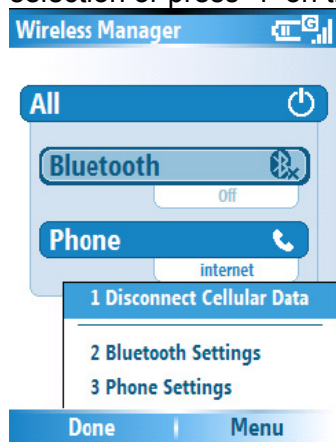 Wireless Manager
G
All
Bluetooth
Off
Phone
internet
1 Disconnect Cellular Data
2 Bluetooth Settings
3 Phone Settings
Done Menu